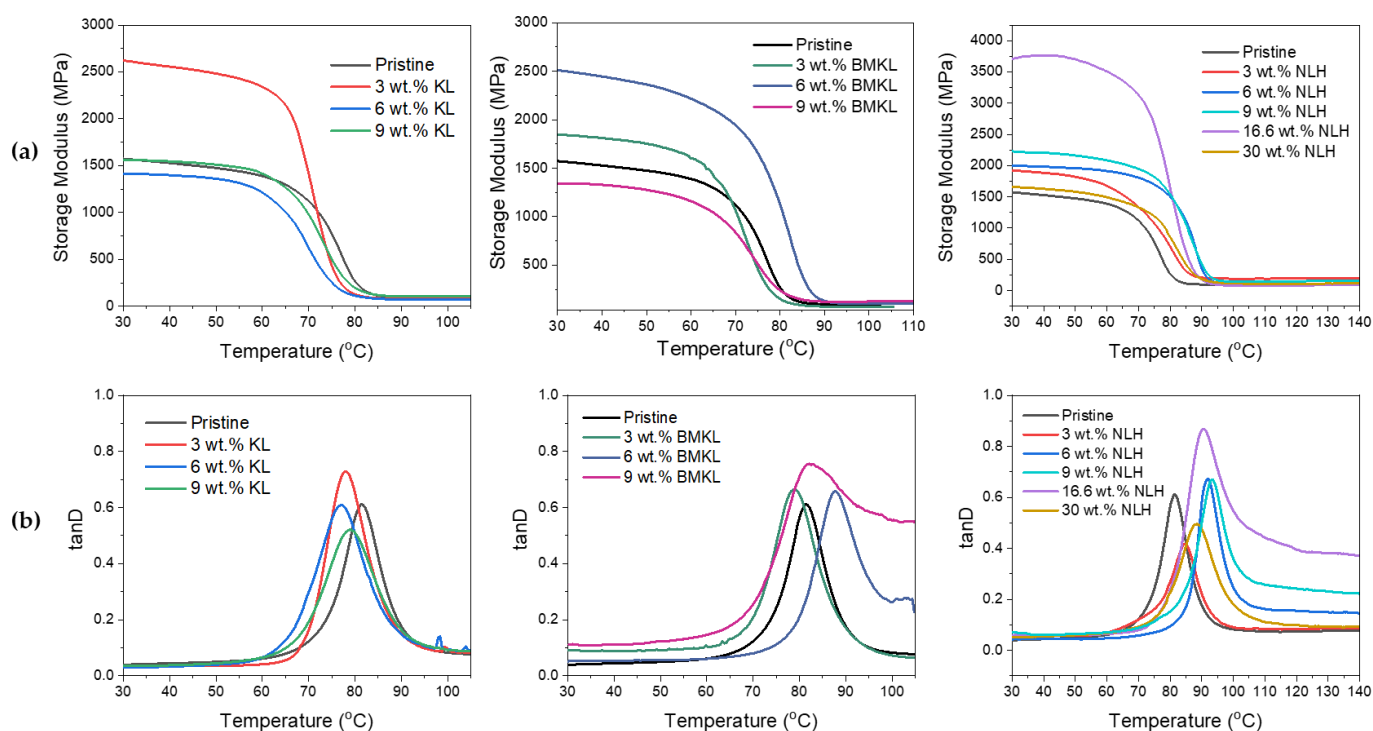 (a)
Storage Modulus (MPa)
3000
2500
2000
1500
1000
500
0
Pristine
3 wt.% KL
6 wt.% KL
9 wt.% KL
30 40 50 60 70 80 90 100
Temperature (°C)
Storage Modulus (MPa)
3000
2500
2000
1500
1000
500
Pristine
3 wt.% BMKL
6 wt.% BMKL
9 wt.% BMKL
30 40 50 60 70 80 90 100 110
Temperature (°C)
Storage Modulus (MPa)
4000
3500
3000
2500
2000
1500
1000
500
0
Pristine
3 wt.% NLH
6 wt.% NLH
9 wt.% NLH
16.6 wt.% NLH
30 wt.% NLH
30 40 50 60 70 80 90 100 110 120 130 140
Temperature (°C)
(b)
tanD
1.0
0.8
0.6
0.4
0.2
0.0
Pristine
3 wt.% KL
6 wt.% KL
9 wt.% KL
30 40 50 60 70 80 90 100
Temperature (°C)
tanD
1.0
0.8
0.6
0.4
0.2
0.0
Pristine
3 wt.% BMKL
6 wt.% BMKL
9 wt.% BMKL
30 40 50 60 70 80 90 100
Temperature (°C)
tanD
1.0
0.8
0.6
0.4
0.2
0.0
Pristine
3 wt.% NLH
6 wt.% NLH
9 wt.% NLH
16.6 wt.% NLH
30 wt.% NLH
30 40 50 60 70 80 90 100 110 120 130 140
Temperature (°C)